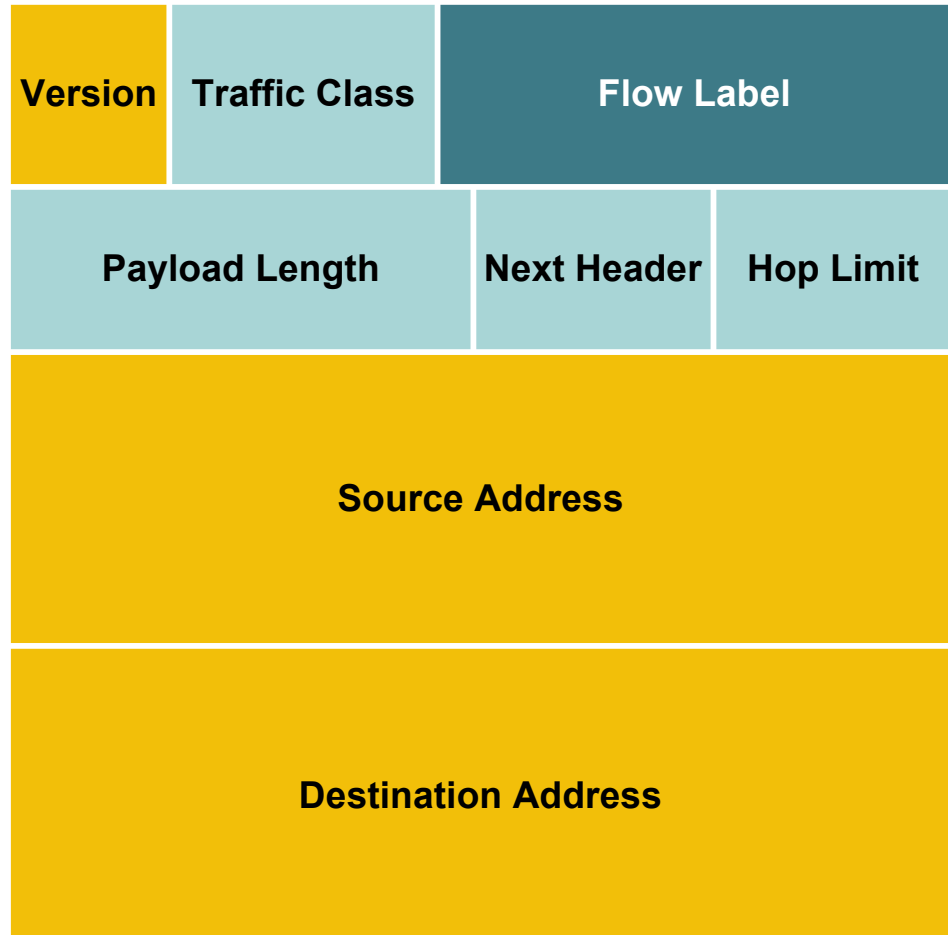 Version
Traffic Class
Flow Label
Payload Length
Next Header
Hop Limit
Source Address
Destination Address